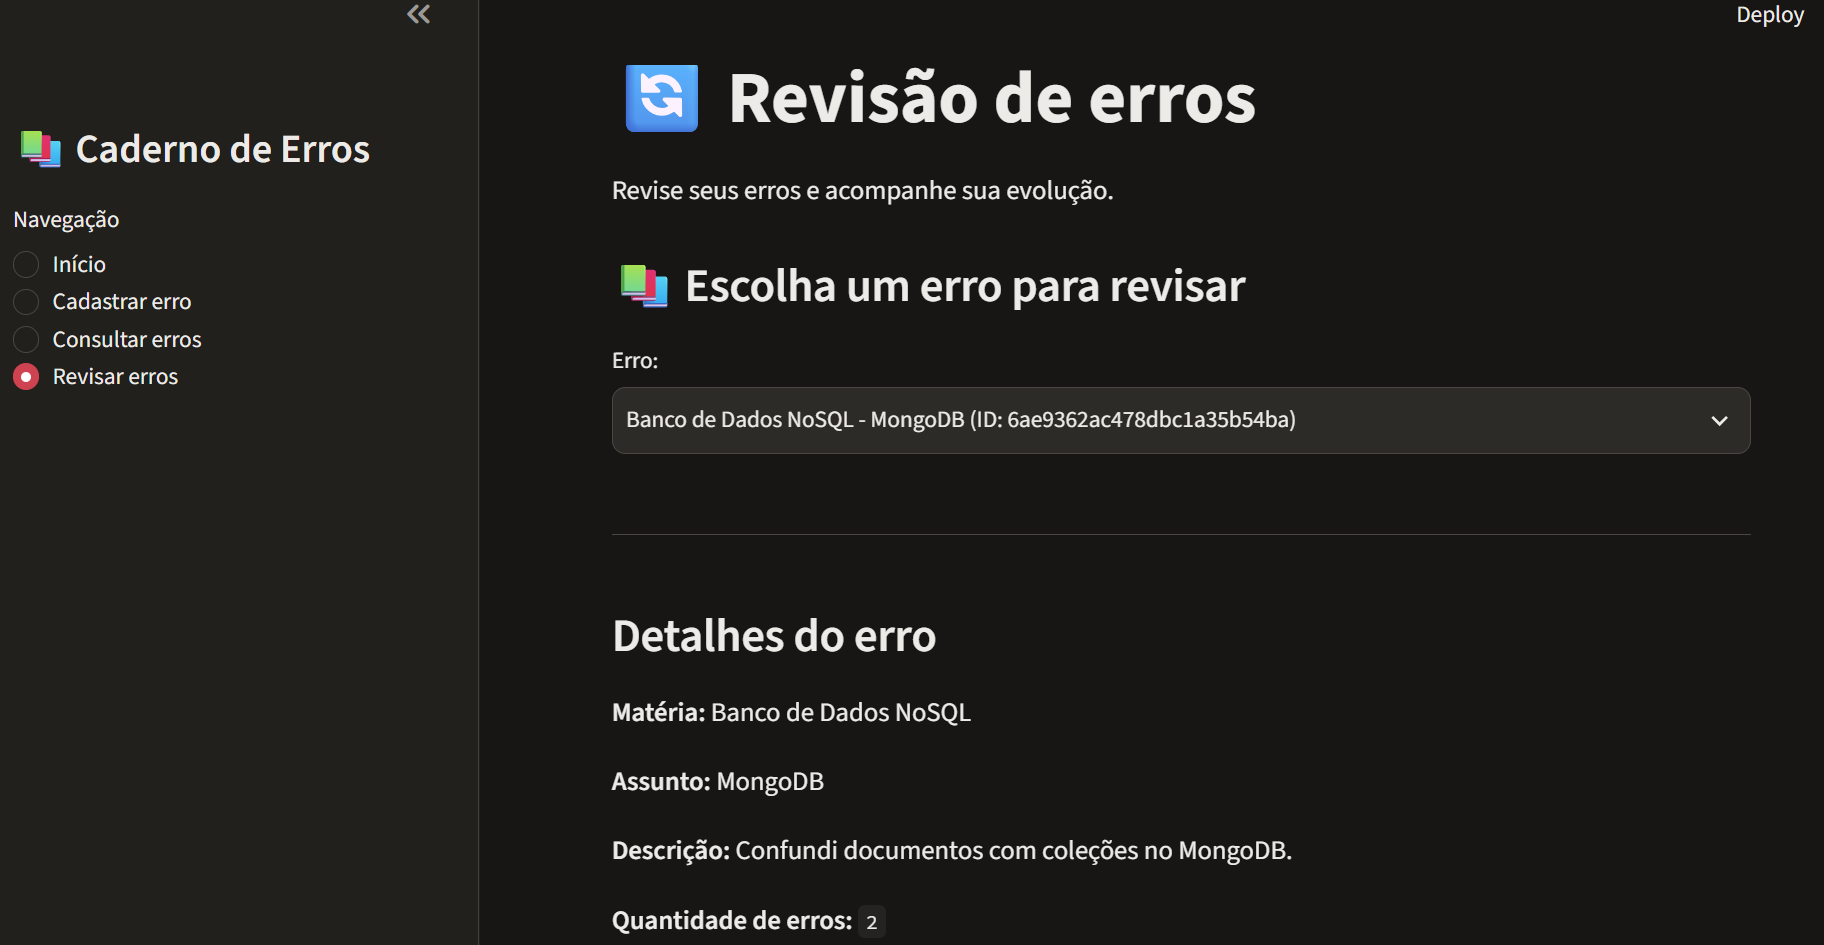 Deploy
Caderno de Erros
Navegação
Início
Cadastrar erro
Consultar erros
Revisar erros
Revisão de erros
Revise seus erros e acompanhe sua evolução.
Escolha um erro para revisar
Erro:
Banco de Dados NoSQL - MongoDB (ID: 6ae9362ac478dbc1a35b54ba)
Detalhes do erro
Matéria: Banco de Dados NoSQL
Assunto: MongoDB
Descrição: Confundi documentos com coleções no MongoDB.
Quantidade de erros: 2